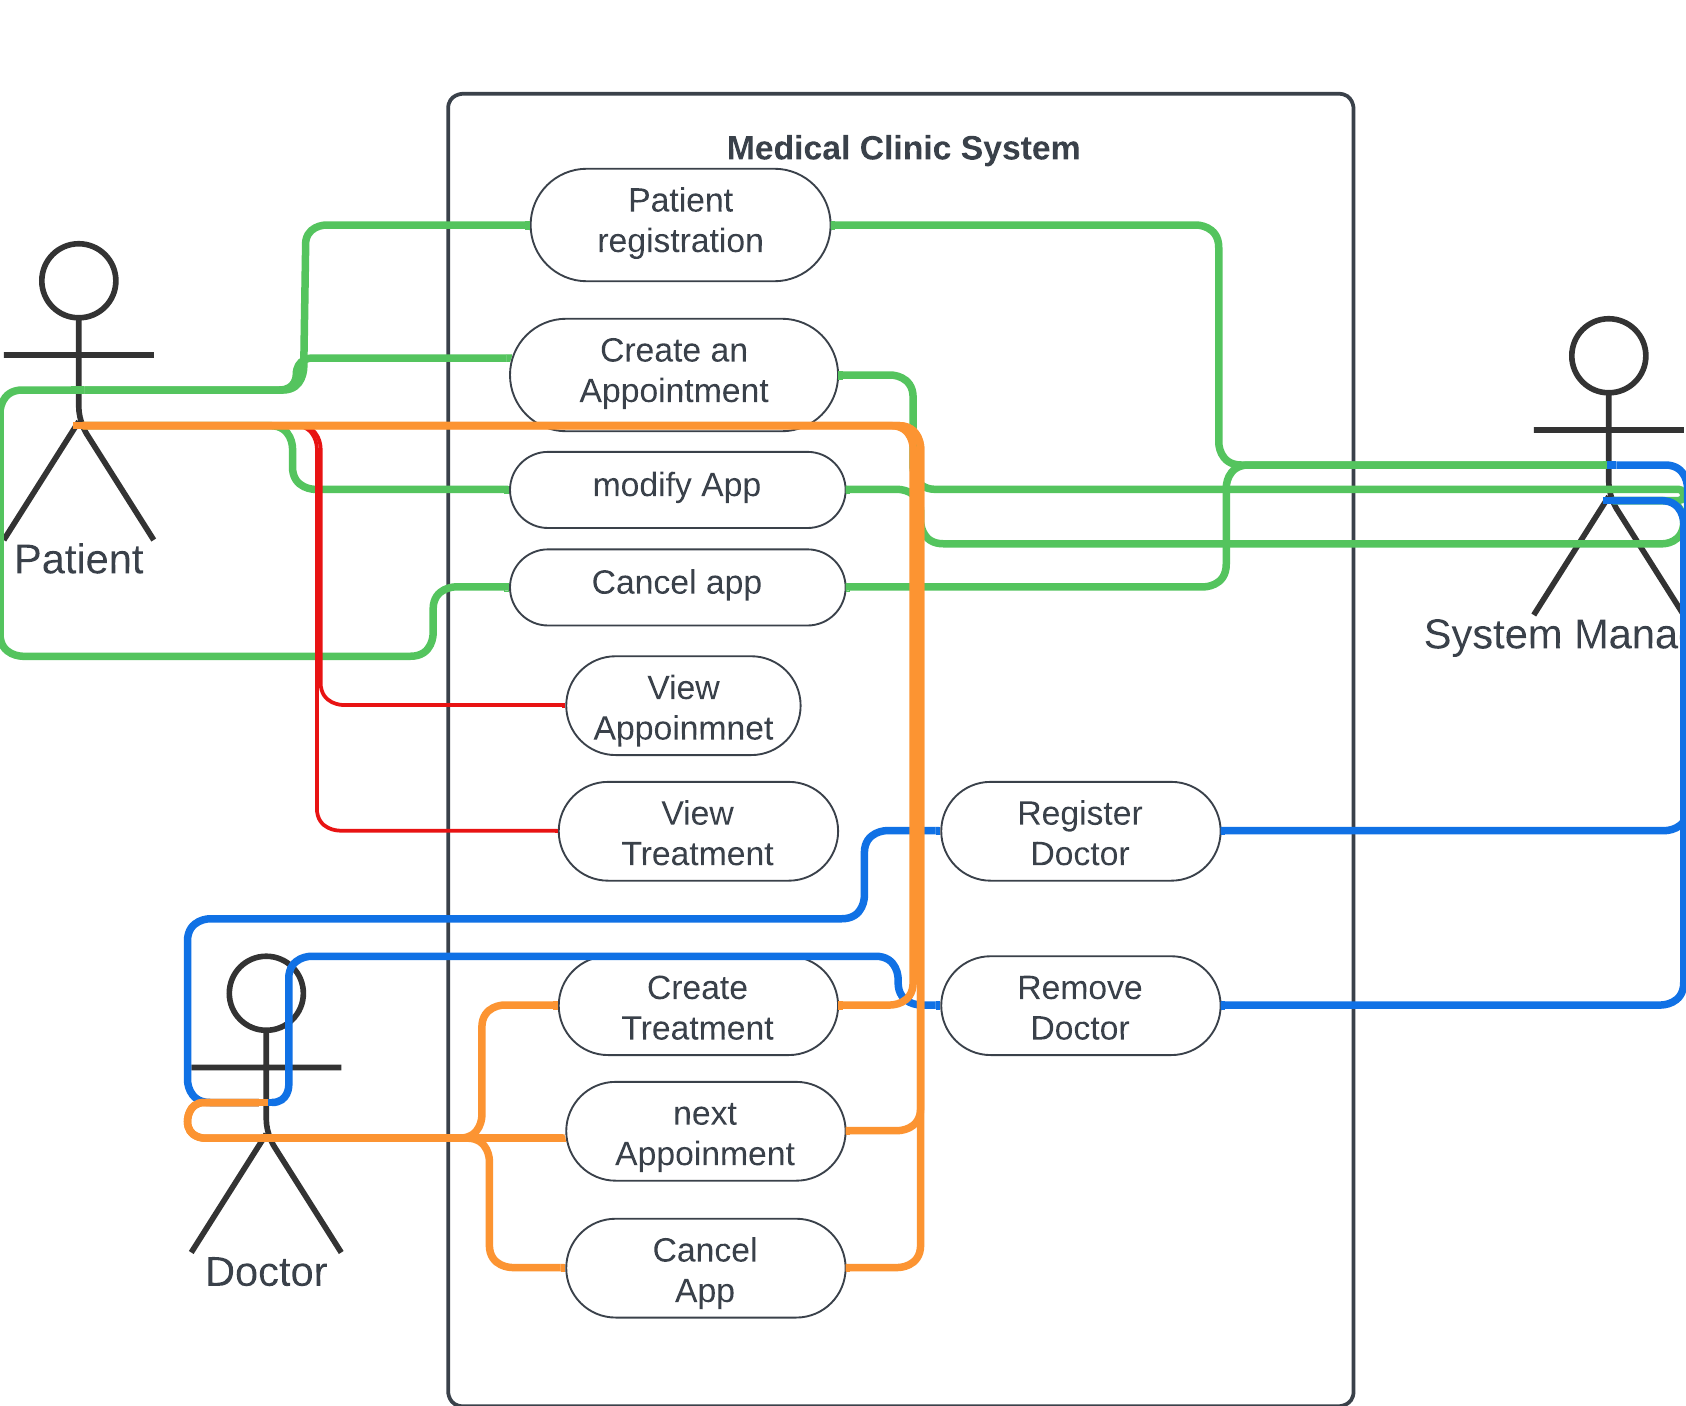 Medical Clinic System
Patient
registration
Create an
Appointment
modify App
Patient
Cancel app
System Mana
View
Appoinmnet
View
Treatment
Register
Doctor
Create
Treatment
Remove
Doctor
next
Appoinment
Doctor
Cancel
App